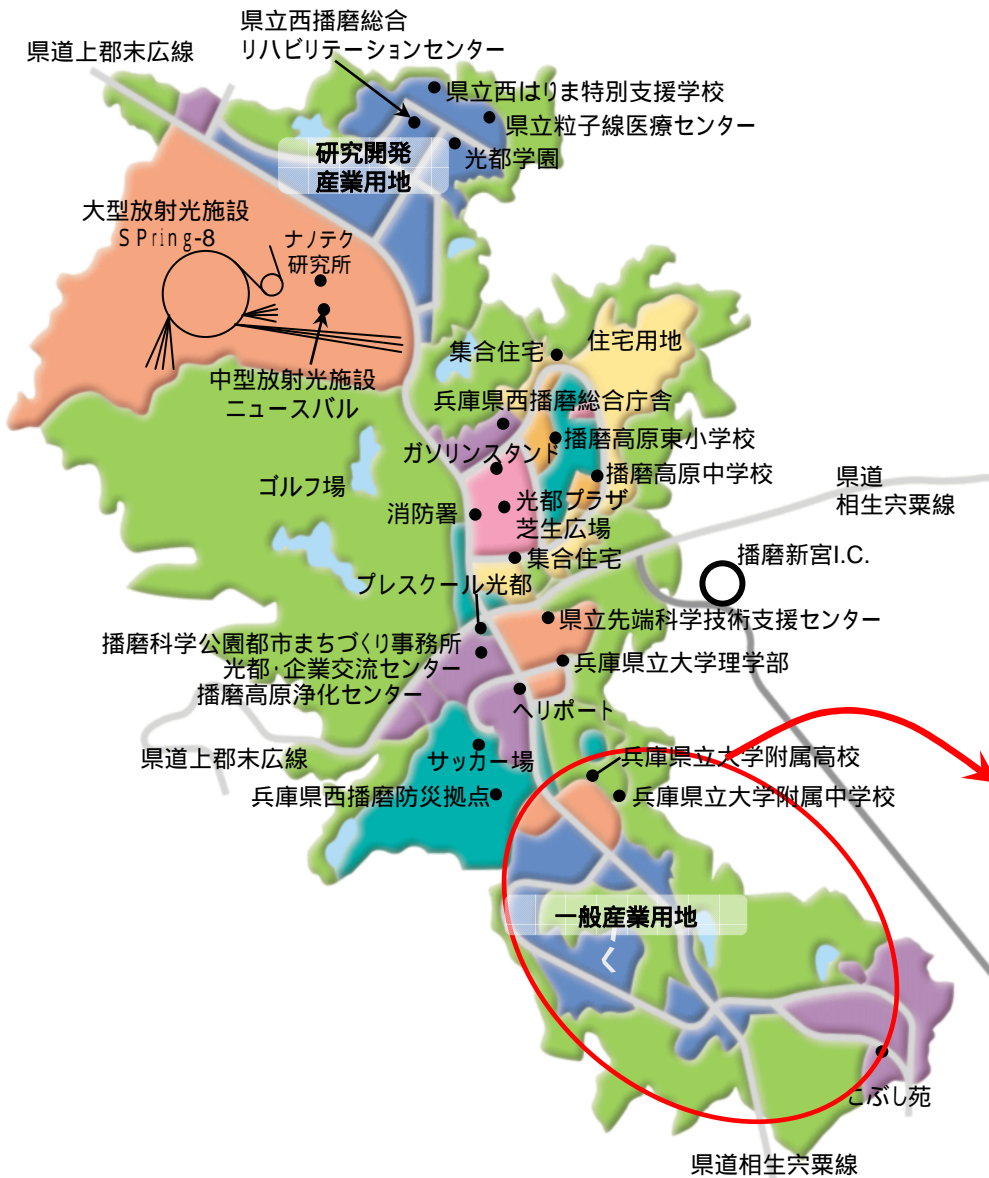 県立西播磨総合
リハビリテーションセンター
県道上郡末広線
県立西はりま特別支援学校
県立粒子線医療センター
光都学園
研究開発
産業用地
大型放射光施設
SPring-8
ナノテク
研究所
中型放射光施設
ニュースバル
集合住宅
住宅用地
兵庫県西播磨総合庁舎
ガソリンスタンド
播磨高原東小学校
播磨高原中学校
ゴルフ場
消防署
光都プラザ
芝生広場
県道
相生宍粟線
集合住宅
播磨新宮I.C.
プレスクール光都
県立先端科学技術支援センター
播磨科学公園都市まちづくり事務所
光都・企業交流センター
兵庫県立大学理学部
播磨高原浄化センター
ヘリポート
県道上郡末広線
サッカー場
兵庫県立大学附属高校
兵庫県西播磨防災拠点
兵庫県立大学附属中学校
一般産業用地
こぶし苑
県道相生宍粟線